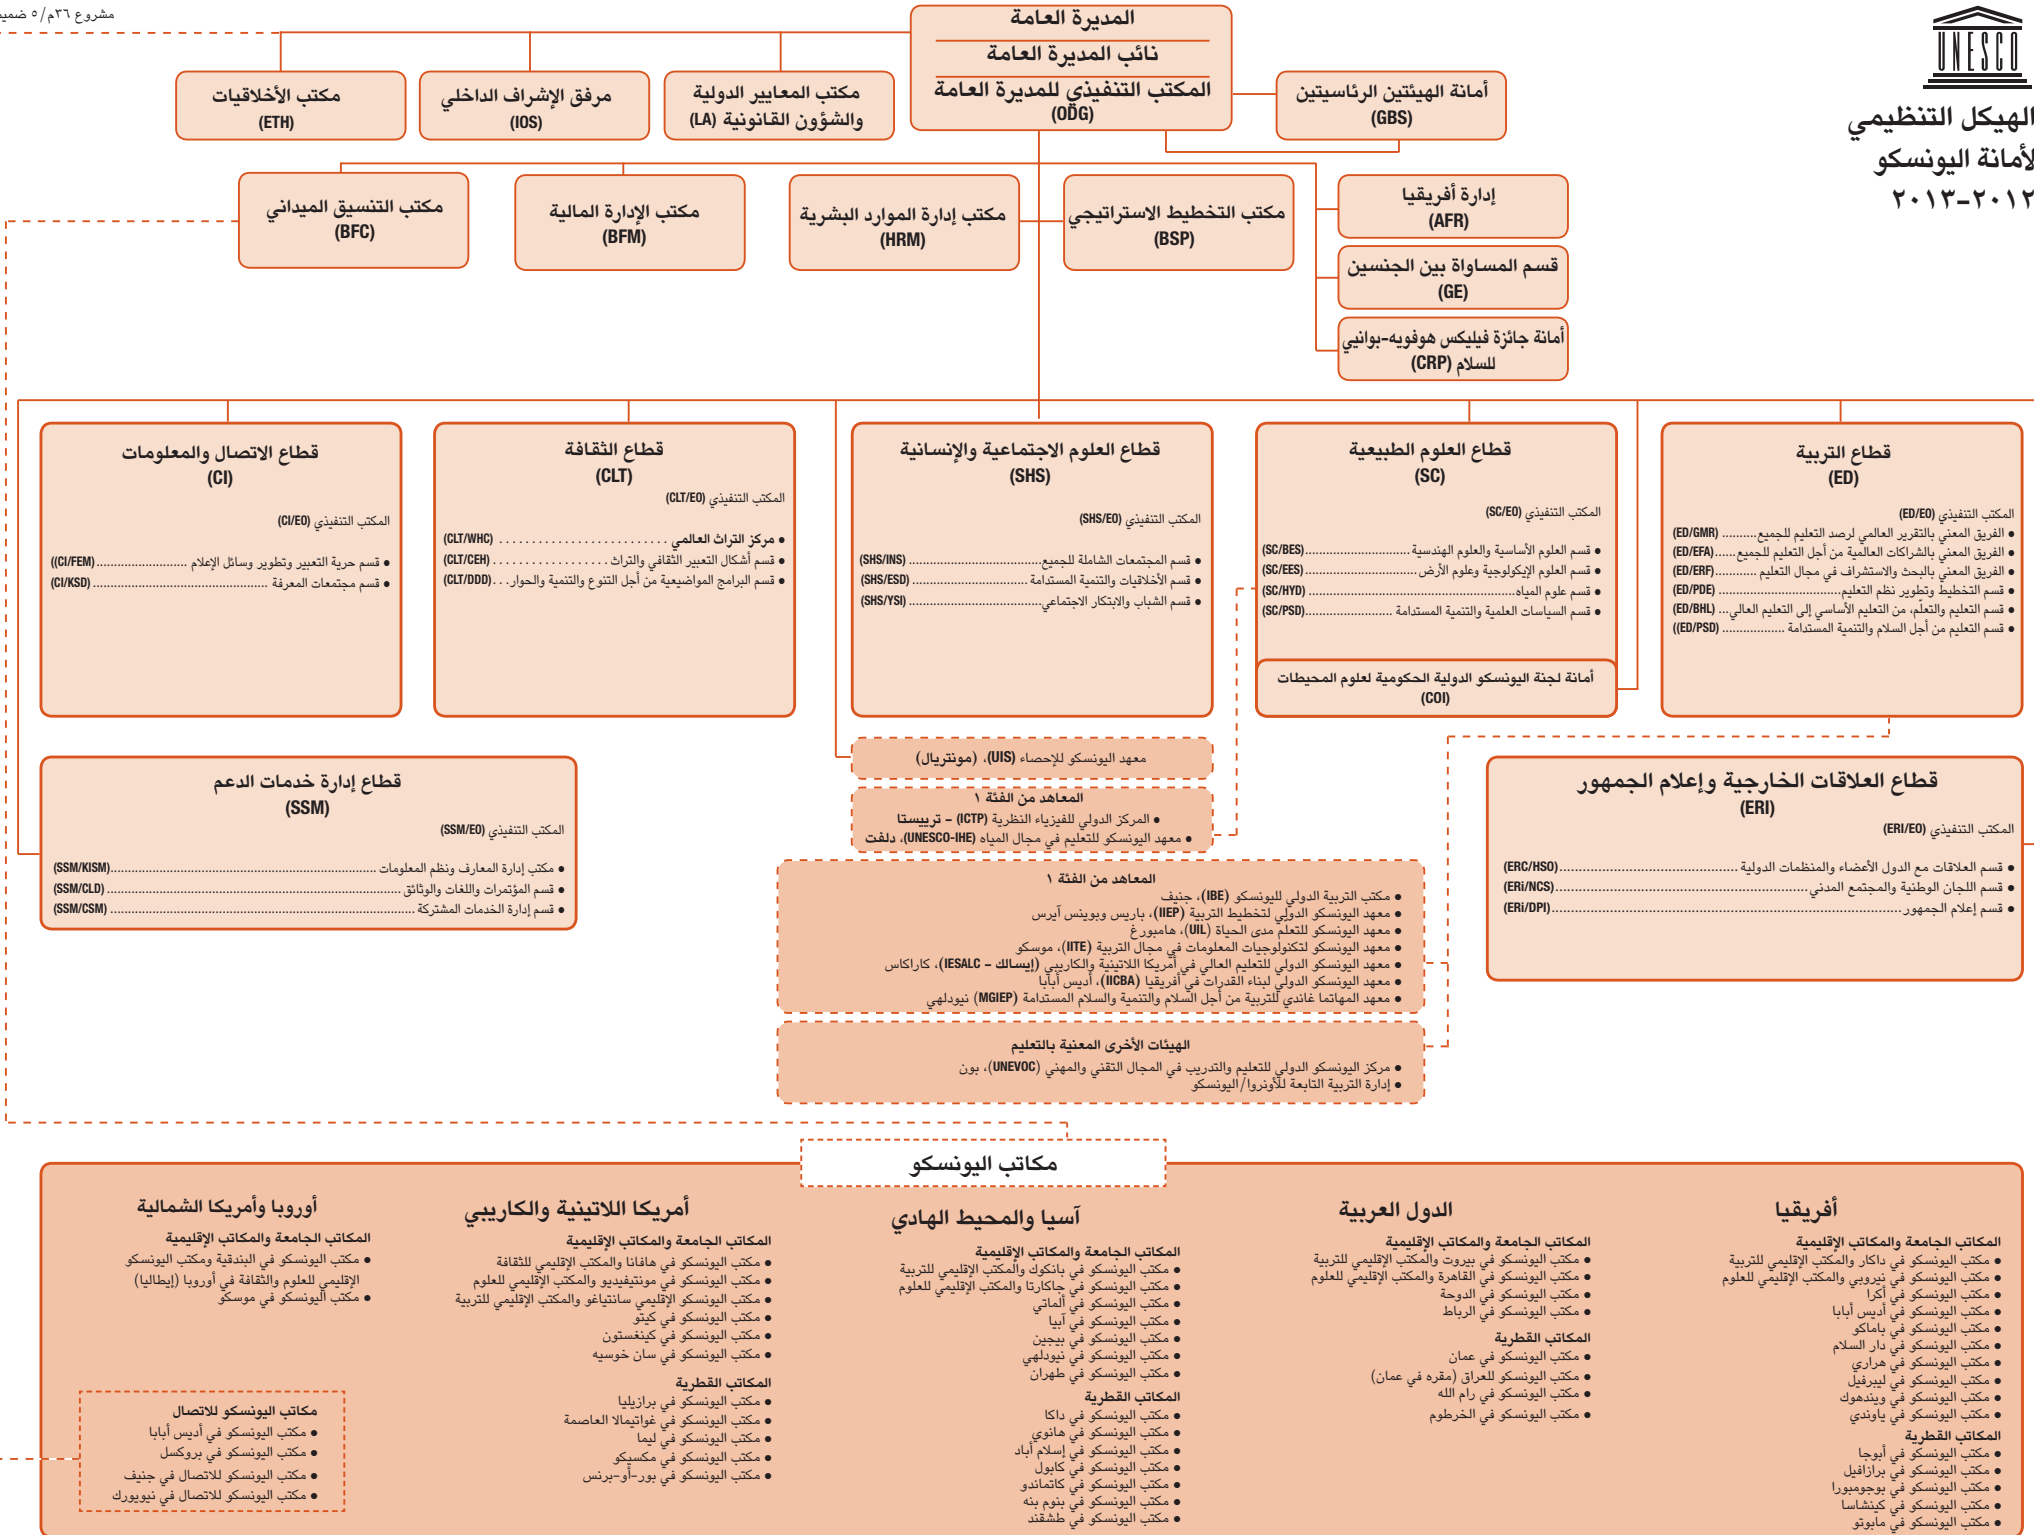 مشروع ٣٦م/٥ ضميم
UNESCO
الهيكل التنظيمي
لأمانة اليونسكو
٢٠١٢-٢٠١٣
المديرة العامة
نائب المديرة العامة
المكتب التنفيذي للمديرة العامة
(ODG)
أمانة الهيئتين الرئاسيتين
(GBS)
مكتب المعايير الدولية
والشؤون القانونية (LA)
مرفق الإشراف الداخلي
(IOS)
مكتب الأخلاقيات
(ETH)
إدارة أفريقيا
(AFR)
قسم المساواة بين الجنسين
(GE)
أمانة جائزة فيليكس هوفويه-بوانيي
للسلام (CRP)
مكتب التخطيط الاستراتيجي
(BSP)
مكتب إدارة الموارد البشرية
(HRM)
مكتب الإدارة المالية
(BFM)
مكتب التنسيق الميداني
(BFC)
قطاع التربية
(ED)
المكتب التنفيذي (ED/EO)
● الفريق المعني بالتقرير العالمي لرصد التعليم للجميع.......... (ED/GMR)
● الفريق المعني بالشراكات العالمية من أجل التعليم للجميع......(ED/EFA)
● الفريق المعني بالبحث والاستشراف في مجال التعليم ............(ED/ERF)
● قسم التخطيط وتطوير نظم التعليم.................................. (ED/PDE)
● قسم التعليم والتعلّم، من التعليم الأساسي إلى التعليم العالي... (ED/BHL)
● قسم التعليم من أجل السلام والتنمية المستدامة .................. (ED/PSD))
قطاع العلوم الطبيعية
(SC)
المكتب التنفيذي (SC/EO)
● قسم العلوم الأساسية والعلوم الهندسية ..............................(SC/BES)
● قسم العلوم الإيكولوجية وعلوم الأرض................................(SC/EES)
● قسم علوم المياه........................................................... (SC/HYD)
● قسم السياسات العلمية والتنمية المستدامة .........................(SC/PSD)
أمانة لجنة اليونسكو الدولية الحكومية لعلوم المحيطات
(COI)
قطاع العلوم الاجتماعية والإنسانية
(SHS)
المكتب التنفيذي (SHS/EO)
● قسم المجتمعات الشاملة للجميع...................................... (SHS/INS)
● قسم الأخلاقيات والتنمية المستدامة ................................. (SHS/ESD)
● قسم الشباب والابتكار الاجتماعي...................................... (SHS/YSI)
قطاع الثقافة
(CLT)
المكتب التنفيذي (CLT/EO)
● مركز التراث العالمي . . . . . . . . . . . . . . . . . . . . . . . . . (CLT/WHC)
● قسم أشكال التعبير الثقافي والتراث . . . . . . . . . . . . . . . . . . (CLT/CEH)
● قسم البرامج المواضيعية من أجل التنوع والتنمية والحوار. . . (CLT/DDD)
قطاع الاتصال والمعلومات
(CI)
المكتب التنفيذي (CI/EO)
● قسم حرية التعبير وتطوير وسائل الإعلام ..........................(CI/FEM))
● قسم مجتمعات المعرفة ................................................. (CI/KSD)
قطاع العلاقات الخارجية وإعلام الجمهور
(ERI)
المكتب التنفيذي (ERI/EO)
● قسم العلاقات مع الدول الأعضاء والمنظمات الدولية ..................................................(ERC/HSO)
● قسم اللجان الوطنية والمجتمع المدني.......................................................................(ERi/NCS)
● قسم إعلام الجمهور....................................................................................................(ERi/DPI)
معهد اليونسكو للإحصاء (UIS)، (مونتريال)
المعاهد من الفئة ١
● المركز الدولي للفيزياء النظرية (ICTP) – ترييستا
● معهد اليونسكو للتعليم في مجال المياه (UNESCO-IHE)، دلفت
قطاع إدارة خدمات الدعم
(SSM)
المكتب التنفيذي (SSM/EO)
● مكتب إدارة المعارف ونظم المعلومات ...........................................................................(SSM/KISM)
● قسم المؤتمرات واللغات والوثائق.................................................................................... (SSM/CLD)
● قسم إدارة الخدمات المشتركة ....................................................................................... (SSM/CSM)
المعاهد من الفئة ١
● مكتب التربية الدولي لليونسكو (IBE)، جنيف
● معهد اليونسكو الدولي لتخطيط التربية (IIEP)، باريس وبوينس آيرس
● معهد اليونسكو للتعلّم مدى الحياة (UIL)، هامبورغ
● معهد اليونسكو لتكنولوجيات المعلومات في مجال التربية (IITE)، موسكو
● معهد اليونسكو الدولي للتعليم العالي في أمريكا اللاتينية والكاريبي (إيسالك – IESALC)، كاراكاس
● معهد اليونسكو الدولي لبناء القدرات في أفريقيا (IICBA)، أديس أبابا
● معهد المهاتما غاندي للتربية من أجل السلام والتنمية والسلام المستدامة (MGIEP) نيودلهي
الهيئات الأخرى المعنية بالتعليم
● مركز اليونسكو الدولي للتعليم والتدريب في المجال التقني والمهني (UNEVOC)، بون
● إدارة التربية التابعة للأونروا/اليونسكو
مكاتب اليونسكو
أفريقيا
المكاتب الجامعة والمكاتب الإقليمية
● مكتب اليونسكو في داكار والمكتب الإقليمي للتربية
● مكتب اليونسكو في نيروبي والمكتب الإقليمي للعلوم
● مكتب اليونسكو في أكرا
● مكتب اليونسكو في أديس أبابا
● مكتب اليونسكو في باماكو
● مكتب اليونسكو في دار السلام
● مكتب اليونسكو في هراري
● مكتب اليونسكو في ليبرفيل
● مكتب اليونسكو في ويندهوك
● مكتب اليونسكو في ياوندي
المكاتب القطرية
● مكتب اليونسكو في أبوجا
● مكتب اليونسكو في برازافيل
● مكتب اليونسكو في بوجومبورا
● مكتب اليونسكو في كينشاسا
● مكتب اليونسكو في مابوتو
الدول العربية
المكاتب الجامعة والمكاتب الإقليمية
● مكتب اليونسكو في بيروت والمكتب الإقليمي للتربية
● مكتب اليونسكو في القاهرة والمكتب الإقليمي للعلوم
● مكتب اليونسكو في الدوحة
● مكتب اليونسكو في الرباط
المكاتب القطرية
● مكتب اليونسكو في عمان
● مكتب اليونسكو للعراق (مقره في عمان)
● مكتب اليونسكو في رام الله
● مكتب اليونسكو في الخرطوم
آسيا والمحيط الهادي
المكاتب الجامعة والمكاتب الإقليمية
● مكتب اليونسكو في بانكوك والمكتب الإقليمي للتربية
● مكتب اليونسكو في جاكارتا والمكتب الإقليمي للعلوم
● مكتب اليونسكو في ألماتي
● مكتب اليونسكو في آبيا
● مكتب اليونسكو في بيجين
● مكتب اليونسكو في نيودلهي
● مكتب اليونسكو في طهران
المكاتب القطرية
● مكتب اليونسكو في داكا
● مكتب اليونسكو في هانوي
● مكتب اليونسكو في إسلام أباد
● مكتب اليونسكو في كابول
● مكتب اليونسكو في كاتماندو
● مكتب اليونسكو في بنوم بنه
● مكتب اليونسكو في طشقند
أمريكا اللاتينية والكاريبي
المكاتب الجامعة والمكاتب الإقليمية
● مكتب اليونسكو في هافانا والمكتب الإقليمي للثقافة
● مكتب اليونسكو في مونتيفيديو والمكتب الإقليمي للعلوم
● مكتب اليونسكو الإقليمي سانتياغو والمكتب الإقليمي للتربية
● مكتب اليونسكو في كيتو
● مكتب اليونسكو في كينغستون
● مكتب اليونسكو في سان خوسيه
المكاتب القطرية
● مكتب اليونسكو في برازيليا
● مكتب اليونسكو في غواتيمالا العاصمة
● مكتب اليونسكو في ليما
● مكتب اليونسكو في مكسيكو
● مكتب اليونسكو في بور-أو-برنس
أوروبا وأمريكا الشمالية
المكاتب الجامعة والمكاتب الإقليمية
● مكتب اليونسكو في البندقية ومكتب اليونسكو
الإقليمي للعلوم والثقافة في أوروبا (إيطاليا)
● مكتب اليونسكو في موسكو
مكاتب اليونسكو للاتصال
● مكتب اليونسكو في أديس أبابا
● مكتب اليونسكو في بروكسل
● مكتب اليونسكو للاتصال في جنيف
● مكتب اليونسكو للاتصال في نيويورك